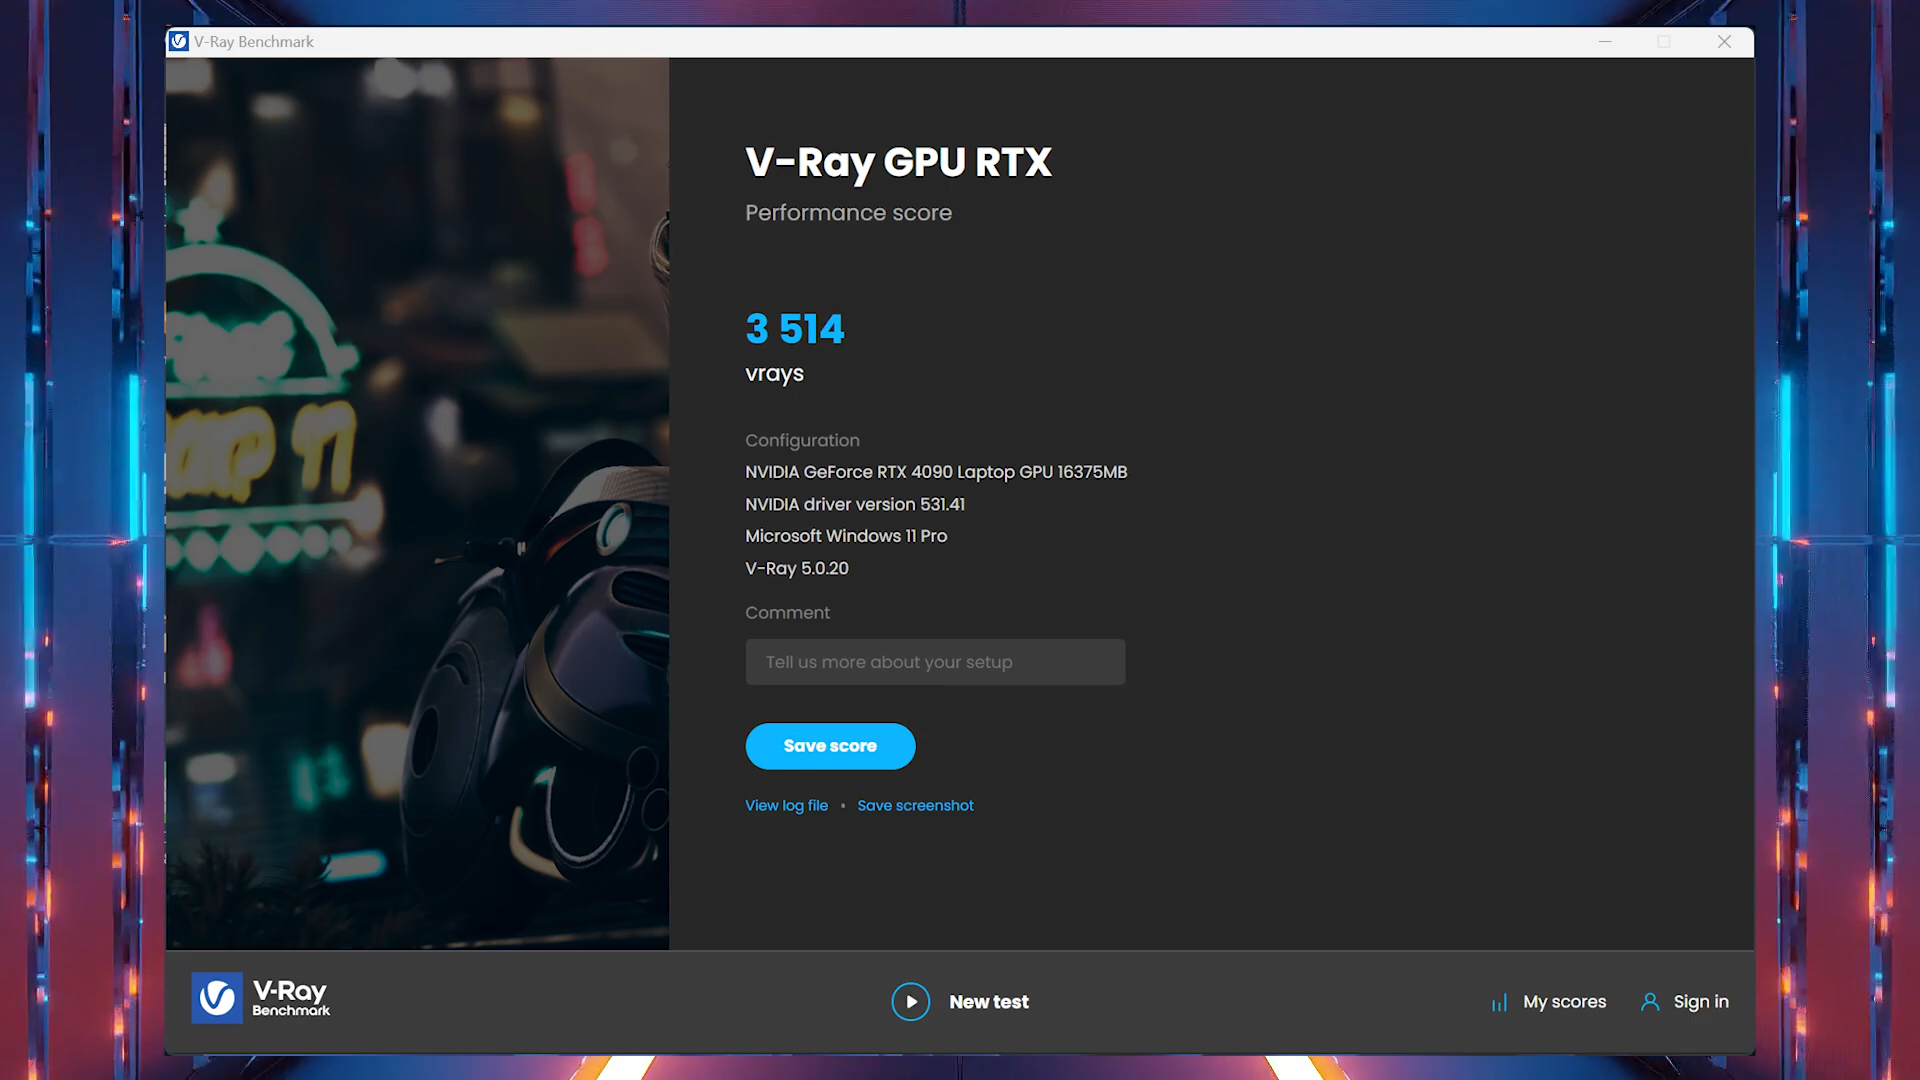 V-Ray Benchmark
V-Ray GPU RTX
Performance score
3 514
vrays
Configuration
NVIDIA GeForce RTX 4090 Laptop GPU 16375MB
NVIDIA driver version 531.41
Microsoft Windows 11 Pro
V-Ray 5.0.20
Comment
Tell us more about your setup
Save score
View log file • Save screenshot
V-Ray
Benchmark
New test
My scores
Sign in